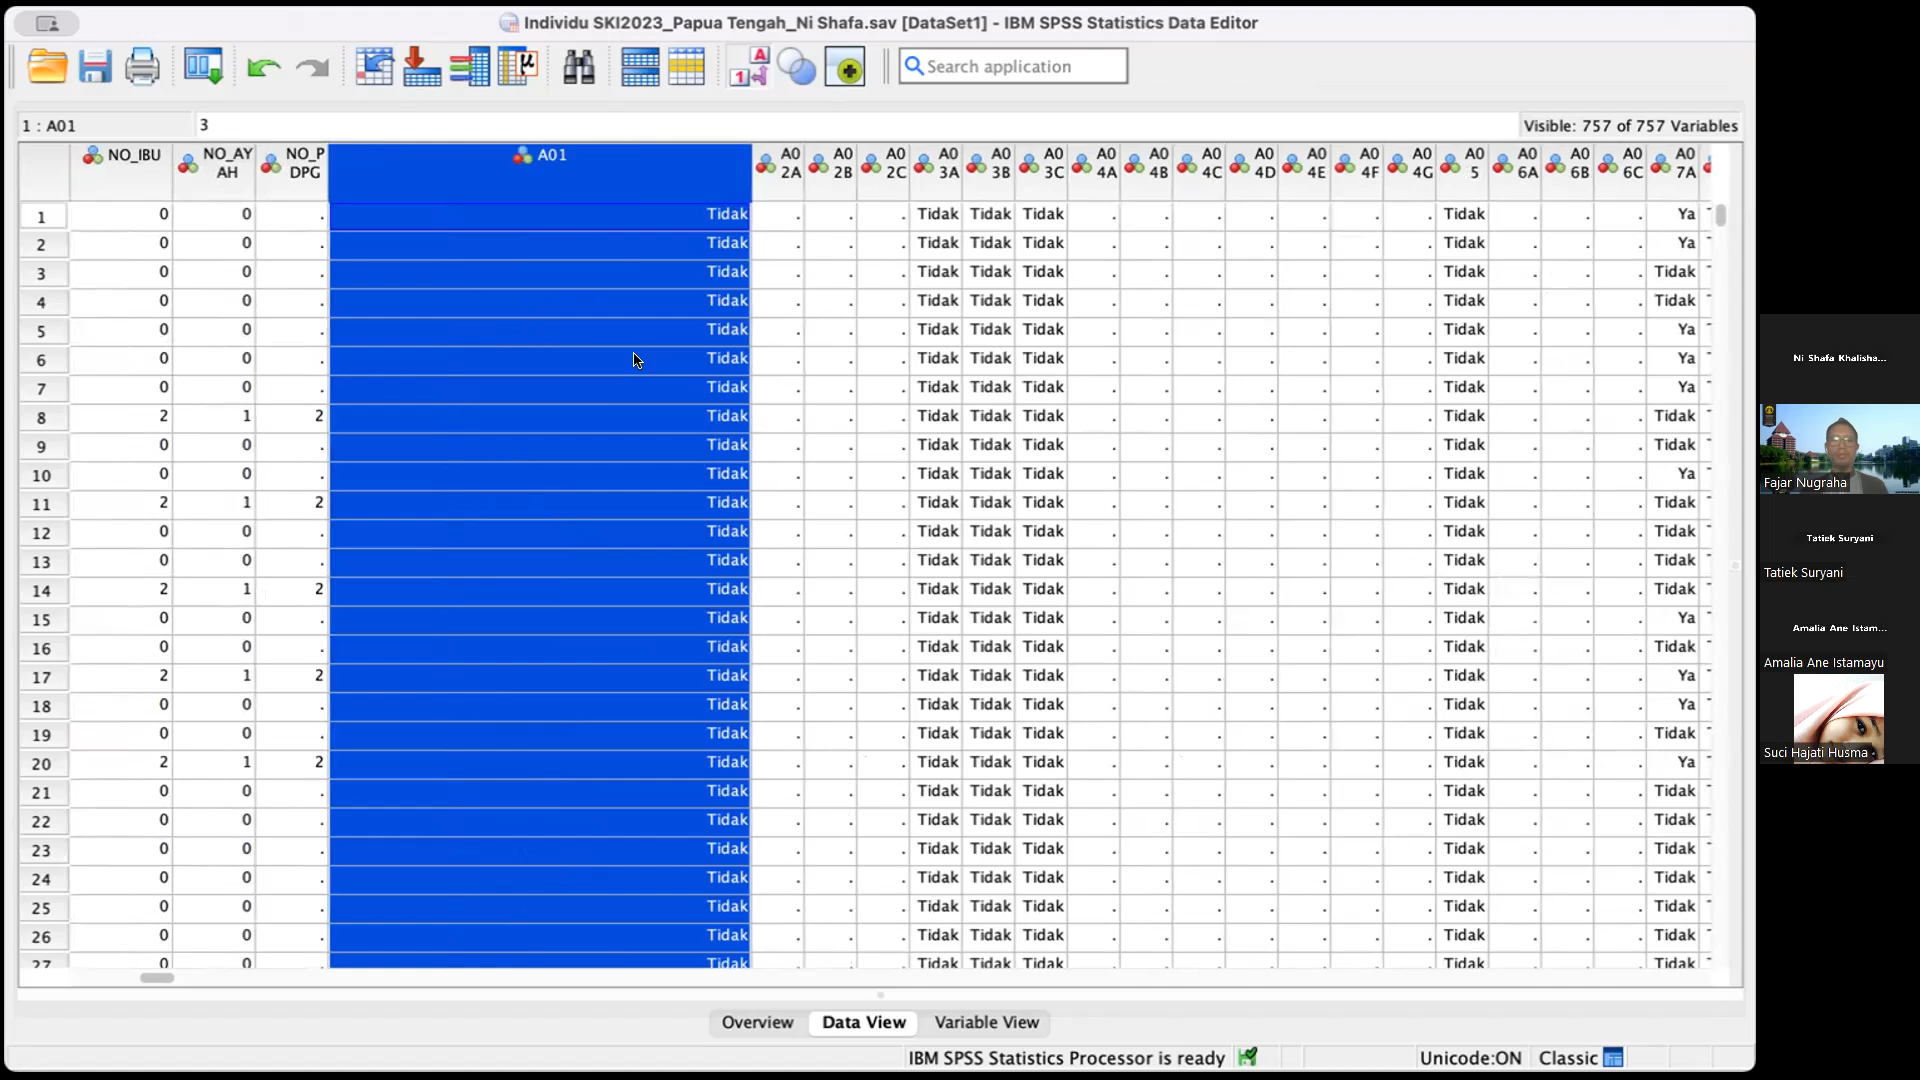 Individu SKI2023_Papua Tengah_Ni Shafa.sav [DataSet1] - IBM SPSS Statistics Data Editor
Search application
1 : A01 3 Visible: 757 of 757 Variables
NO_IBU NO_AYAH NO_PDPG A01 A02A A02B A02C A03A A03B A03C A04A A04B A04C A04D A04E A04F A04G A05 A06A A06B A06C A07A
1 0 0 . Tidak . . . Tidak Tidak Tidak . . . . . . . Tidak . . . Ya
2 0 0 . Tidak . . . Tidak Tidak Tidak . . . . . . . Tidak . . . Ya
3 0 0 . Tidak . . . Tidak Tidak Tidak . . . . . . . Tidak . . . Tidak
4 0 0 . Tidak . . . Tidak Tidak Tidak . . . . . . . Tidak . . . Tidak
5 0 0 . Tidak . . . Tidak Tidak Tidak . . . . . . . Tidak . . . Ya
6 0 0 . Tidak . . . Tidak Tidak Tidak . . . . . . . Tidak . . . Ya
7 0 0 . Tidak . . . Tidak Tidak Tidak . . . . . . . Tidak . . . Ya
8 2 1 2 Tidak . . . Tidak Tidak Tidak . . . . . . . Tidak . . . Tidak
9 0 0 . Tidak . . . Tidak Tidak Tidak . . . . . . . Tidak . . . Tidak
10 0 0 . Tidak . . . Tidak Tidak Tidak . . . . . . . Tidak . . . Ya
11 2 1 2 Tidak . . . Tidak Tidak Tidak . . . . . . . Tidak . . . Tidak
12 0 0 . Tidak . . . Tidak Tidak Tidak . . . . . . . Tidak . . . Tidak
13 0 0 . Tidak . . . Tidak Tidak Tidak . . . . . . . Tidak . . . Tidak
14 2 1 2 Tidak . . . Tidak Tidak Tidak . . . . . . . Tidak . . . Tidak
15 0 0 . Tidak . . . Tidak Tidak Tidak . . . . . . . Tidak . . . Ya
16 0 0 . Tidak . . . Tidak Tidak Tidak . . . . . . . Tidak . . . Tidak
17 2 1 2 Tidak . . . Tidak Tidak Tidak . . . . . . . Tidak . . . Ya
18 0 0 . Tidak . . . Tidak Tidak Tidak . . . . . . . Tidak . . . Ya
19 0 0 . Tidak . . . Tidak Tidak Tidak . . . . . . . Tidak . . . Tidak
20 2 1 2 Tidak . . . Tidak Tidak Tidak . . . . . . . Tidak . . . Ya
21 0 0 . Tidak . . . Tidak Tidak Tidak . . . . . . . Tidak . . . Tidak
22 0 0 . Tidak . . . Tidak Tidak Tidak . . . . . . . Tidak . . . Tidak
23 0 0 . Tidak . . . Tidak Tidak Tidak . . . . . . . Tidak . . . Tidak
24 0 0 . Tidak . . . Tidak Tidak Tidak . . . . . . . Tidak . . . Tidak
25 0 0 . Tidak . . . Tidak Tidak Tidak . . . . . . . Tidak . . . Tidak
26 0 0 . Tidak . . . Tidak Tidak Tidak . . . . . . . Tidak . . . Tidak
27 0 0 . Tidak . . . Tidak Tidak Tidak . . . . . . . Tidak . . . Tidak
Overview Data View Variable View
IBM SPSS Statistics Processor is ready Unicode:ON Classic
Ni Shafa Khalisha...
Fajar Nugraha
Tatiek Suryani
Tatiek Suryani
Amalia Ane Istam...
Amalia Ane Istamayu
Suci Hajati Husma -